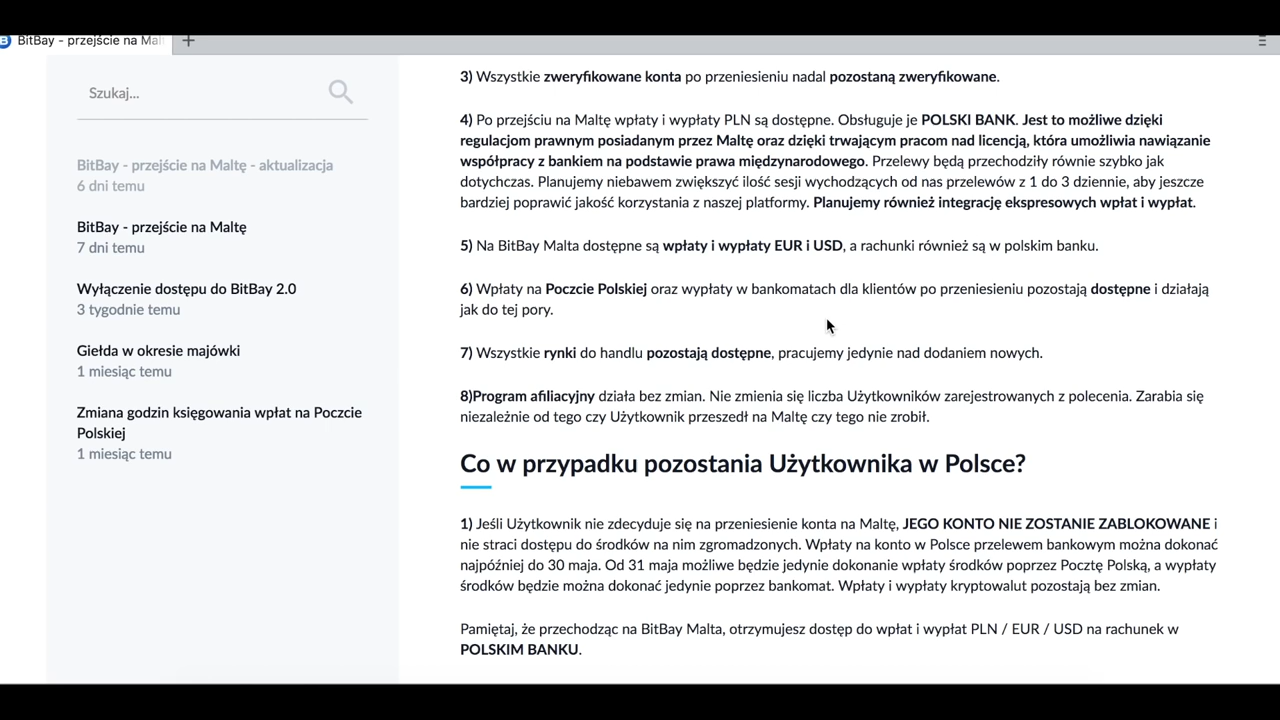 BitBay - przejście na Mal
Szukaj...
BitBay - przejście na Maltę - aktualizacja
6 dni temu
BitBay - przejście na Maltę
7 dni temu
Wyłączenie dostępu do BitBay 2.0
3 tygodnie temu
Giełda w okresie majówki
1 miesiąc temu
Zmiana godzin księgowania wpłat na Poczcie
Polskiej
1 miesiąc temu
3) Wszystkie zweryfikowane konta po przeniesieniu nadal pozostaną zweryfikowane.
4) Po przejściu na Maltę wpłaty i wypłaty PLN są dostępne. Obsługuje je POLSKI BANK. Jest to możliwe dzięki
regulacjom prawnym posiadanym przez Maltę oraz dzięki trwającym pracom nad licencją, która umożliwia nawiązanie
współpracy z bankiem na podstawie prawa międzynarodowego. Przelewy będą przechodziły równie szybko jak
dotychczas. Planujemy niebawem zwiększyć ilość sesji wychodzących od nas przelewów z 1 do 3 dziennie, aby jeszcze
bardziej poprawić jakość korzystania z naszej platformy. Planujemy również integrację ekspresowych wpłat i wypłat.
5) Na BitBay Malta dostępne są wpłaty i wypłaty EUR i USD, a rachunki również są w polskim banku.
6) Wpłaty na Poczcie Polskiej oraz wypłaty w bankomatach dla klientów po przeniesieniu pozostają dostępne i działają
jak do tej pory.
7) Wszystkie rynki do handlu pozostają dostępne, pracujemy jedynie nad dodaniem nowych.
8)Program afiliacyjny działa bez zmian. Nie zmienia się liczba Użytkowników zarejestrowanych z polecenia. Zarabia się
niezależnie od tego czy Użytkownik przeszedł na Maltę czy tego nie zrobił.
Co w przypadku pozostania Użytkownika w Polsce?
1) Jeśli Użytkownik nie zdecyduje się na przeniesienie konta na Maltę, JEGO KONTO NIE ZOSTANIE ZABLOKOWANE i
nie straci dostępu do środków na nim zgromadzonych. Wpłaty na konto w Polsce przelewem bankowym można dokonać
najpóźniej do 30 maja. Od 31 maja możliwe będzie jedynie dokonanie wpłaty środków poprzez Pocztę Polską, a wypłaty
środków będzie można dokonać jedynie poprzez bankomat. Wpłaty i wypłaty kryptowalut pozostają bez zmian.
Pamiętaj, że przechodząc na BitBay Malta, otrzymujesz dostęp do wpłat i wypłat PLN / EUR / USD na rachunek w
POLSKIM BANKU.